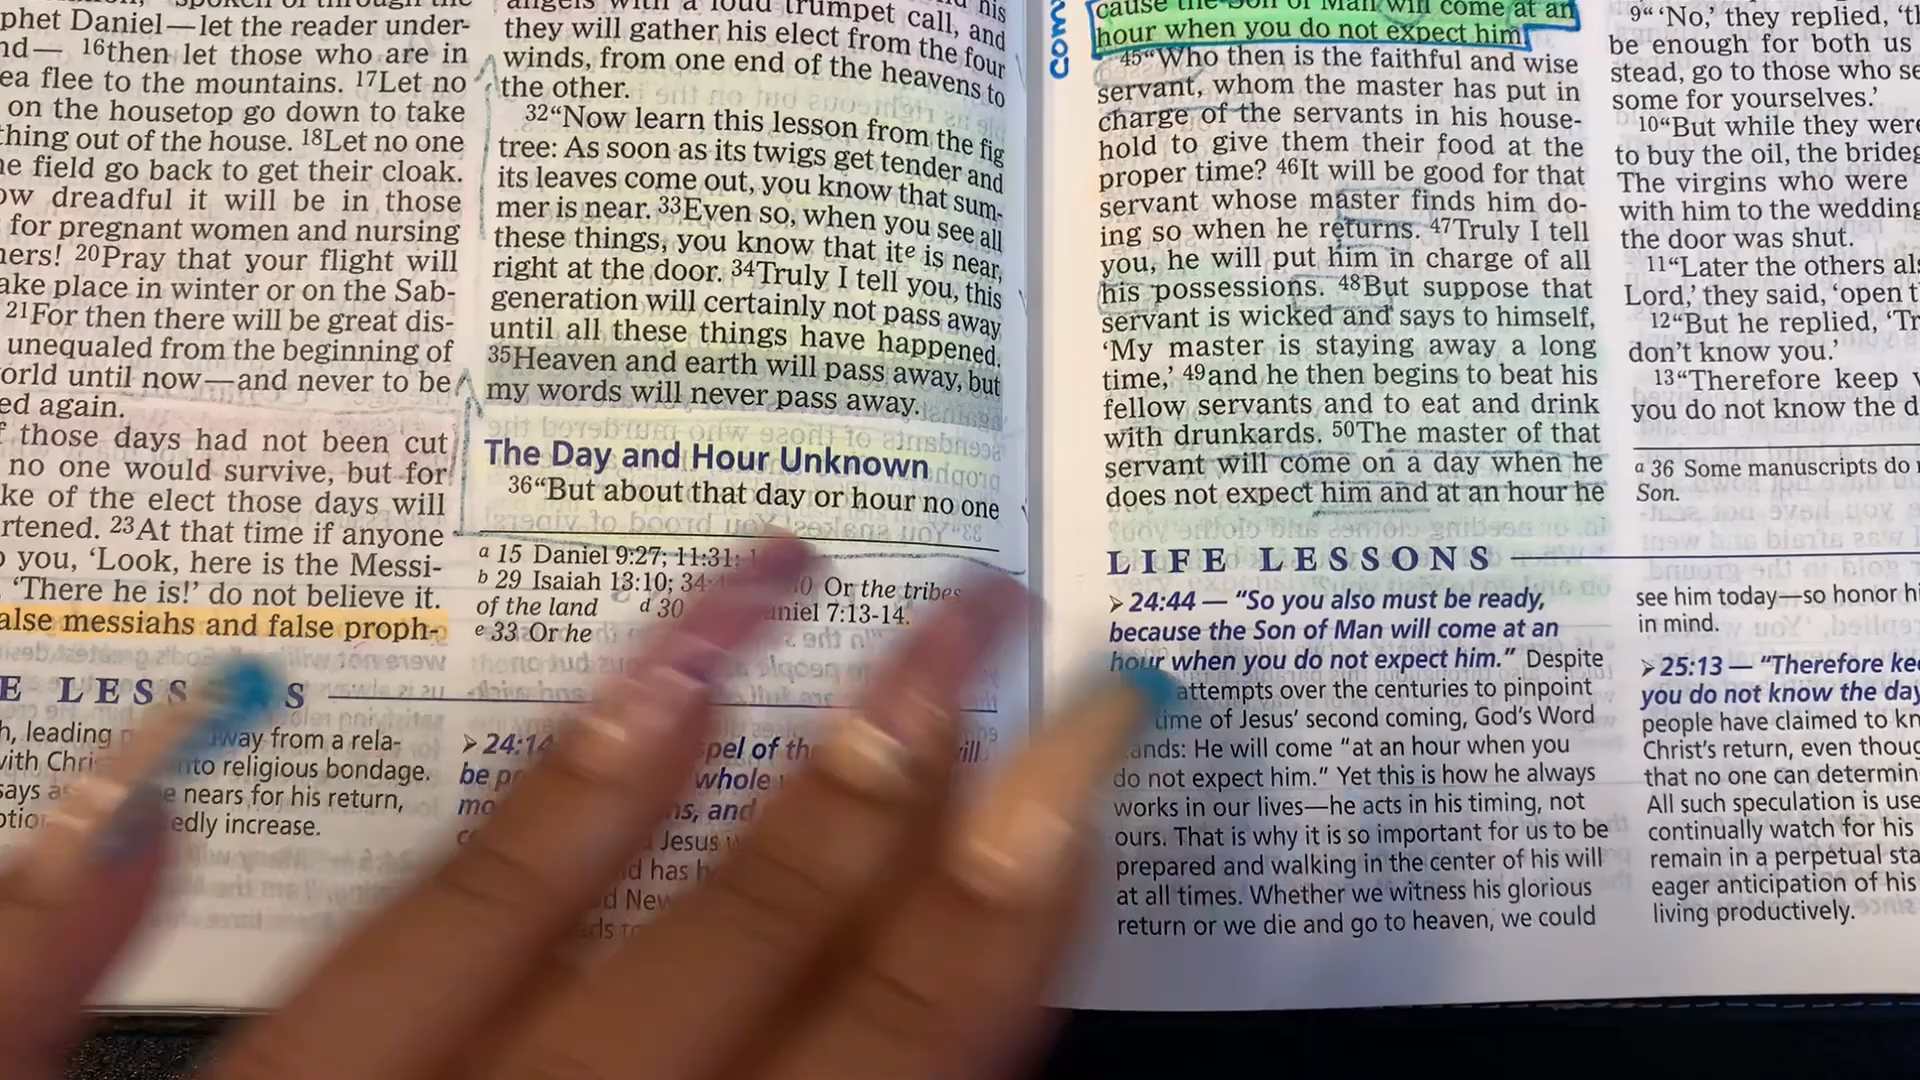 phet Daniel—let the reader under-
nd— 16then let those who are in
ea flee to the mountains. 17Let no
on the housetop go down to take
thing out of the house. 18Let no one
e field go back to get their cloak.
ow dreadful it will be in those
for pregnant women and nursing
ners! 20Pray that your flight will
ake place in winter or on the Sab-
21For then there will be great dis-
unequaled from the beginning of
orld until now—and never to be
ed again.
those days had not been cut
no one would survive, but for
ke of the elect those days will
rtened. 23At that time if anyone
you, ‘Look, here is the Messi-
‘There he is!’ do not believe it.
alse messiahs and false proph-
E LESS S
h, leading way from a rela-
with Chri nto religious bondage.
says a e nears for his return,
edly increase.
angels with a loud trumpet call, and
they will gather his elect from the four
winds, from one end of the heavens to
the other.
32“Now learn this lesson from the fig
tree: As soon as its twigs get tender and
its leaves come out, you know that sum-
mer is near. 33Even so, when you see all
these things, you know that ite is near,
right at the door. 34Truly I tell you, this
generation will certainly not pass away
until all these things have happened.
35Heaven and earth will pass away, but
my words will never pass away.
The Day and Hour Unknown
36“But about that day or hour no one
a 15 Daniel 9:27; 11:31;
b 29 Isaiah 13:10; 34: 0 Or the tribes
of the land d 30 aniel 7:13-14.
e 33 Or he
➢24:14 pel of th ill
be p whole
mo ns, and
Jesus
d has
d New
com
cause the Son of Man will come at an
hour when you do not expect him.
45“Who then is the faithful and wise
servant, whom the master has put in
charge of the servants in his house-
hold to give them their food at the
proper time? 46It will be good for that
servant whose master finds him do-
ing so when he returns. 47Truly I tell
you, he will put him in charge of all
his possessions. 48But suppose that
servant is wicked and says to himself,
‘My master is staying away a long
time,’ 49and he then begins to beat his
fellow servants and to eat and drink
with drunkards. 50The master of that
servant will come on a day when he
does not expect him and at an hour he
LIFE LESSONS
➢24:44 — “So you also must be ready,
because the Son of Man will come at an
hour when you do not expect him.” Despite
attempts over the centuries to pinpoint
time of Jesus’ second coming, God’s Word
ands: He will come “at an hour when you
do not expect him.” Yet this is how he always
works in our lives—he acts in his timing, not
ours. That is why it is so important for us to be
prepared and walking in the center of his will
at all times. Whether we witness his glorious
return or we die and go to heaven, we could
9“‘No,’ they replied, ‘t
be enough for both us
stead, go to those who se
some for yourselves.’
10“But while they were
to buy the oil, the brideg
The virgins who were
with him to the wedding
the door was shut.
11“Later the others als
Lord,’ they said, ‘open t
12“But he replied, ‘Tr
don’t know you.’
13“Therefore keep
you do not know the d
a 36 Some manuscripts do
Son.
see him today—so honor h
in mind.
➢25:13 — “Therefore kee
you do not know the day
people have claimed to kn
Christ’s return, even thoug
that no one can determin
All such speculation is use
continually watch for his
remain in a perpetual sta
eager anticipation of his
living productively.